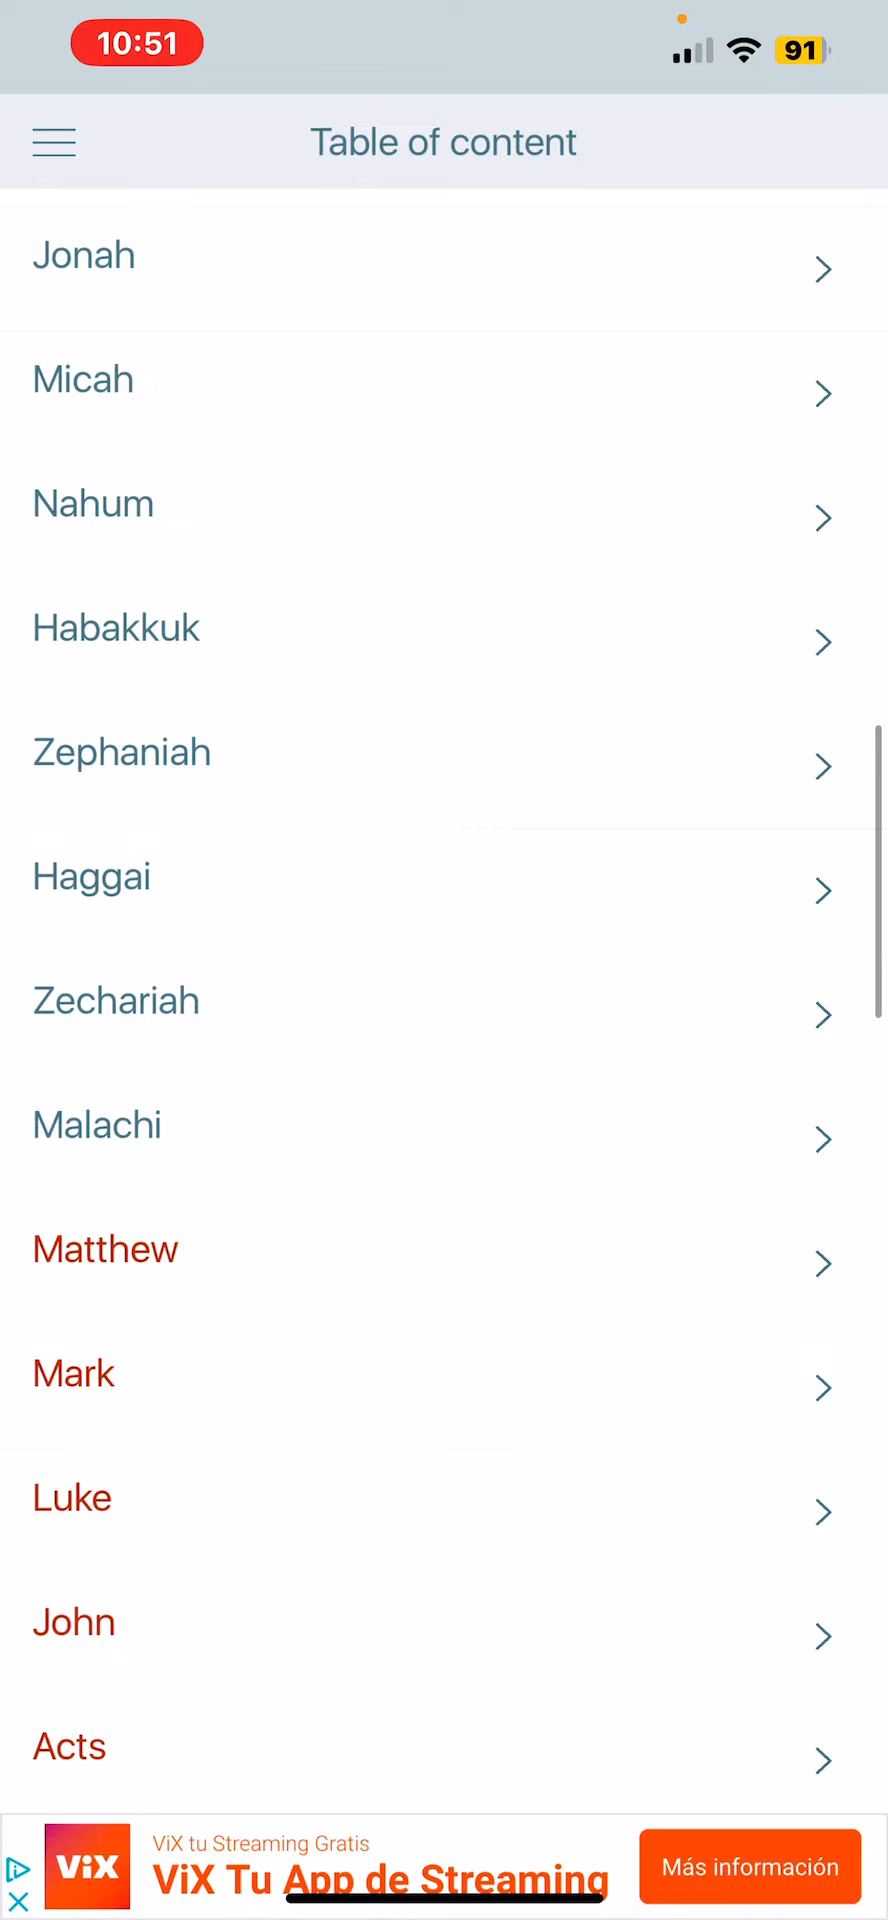 10:51
91
Table of content
Jonah
Micah
Nahum
Habakkuk
Zephaniah
Haggai
Zechariah
Malachi
Matthew
Mark
Luke
John
Acts
ViX
ViX tu Streaming Gratis
ViX Tu App de Streaming
Más información